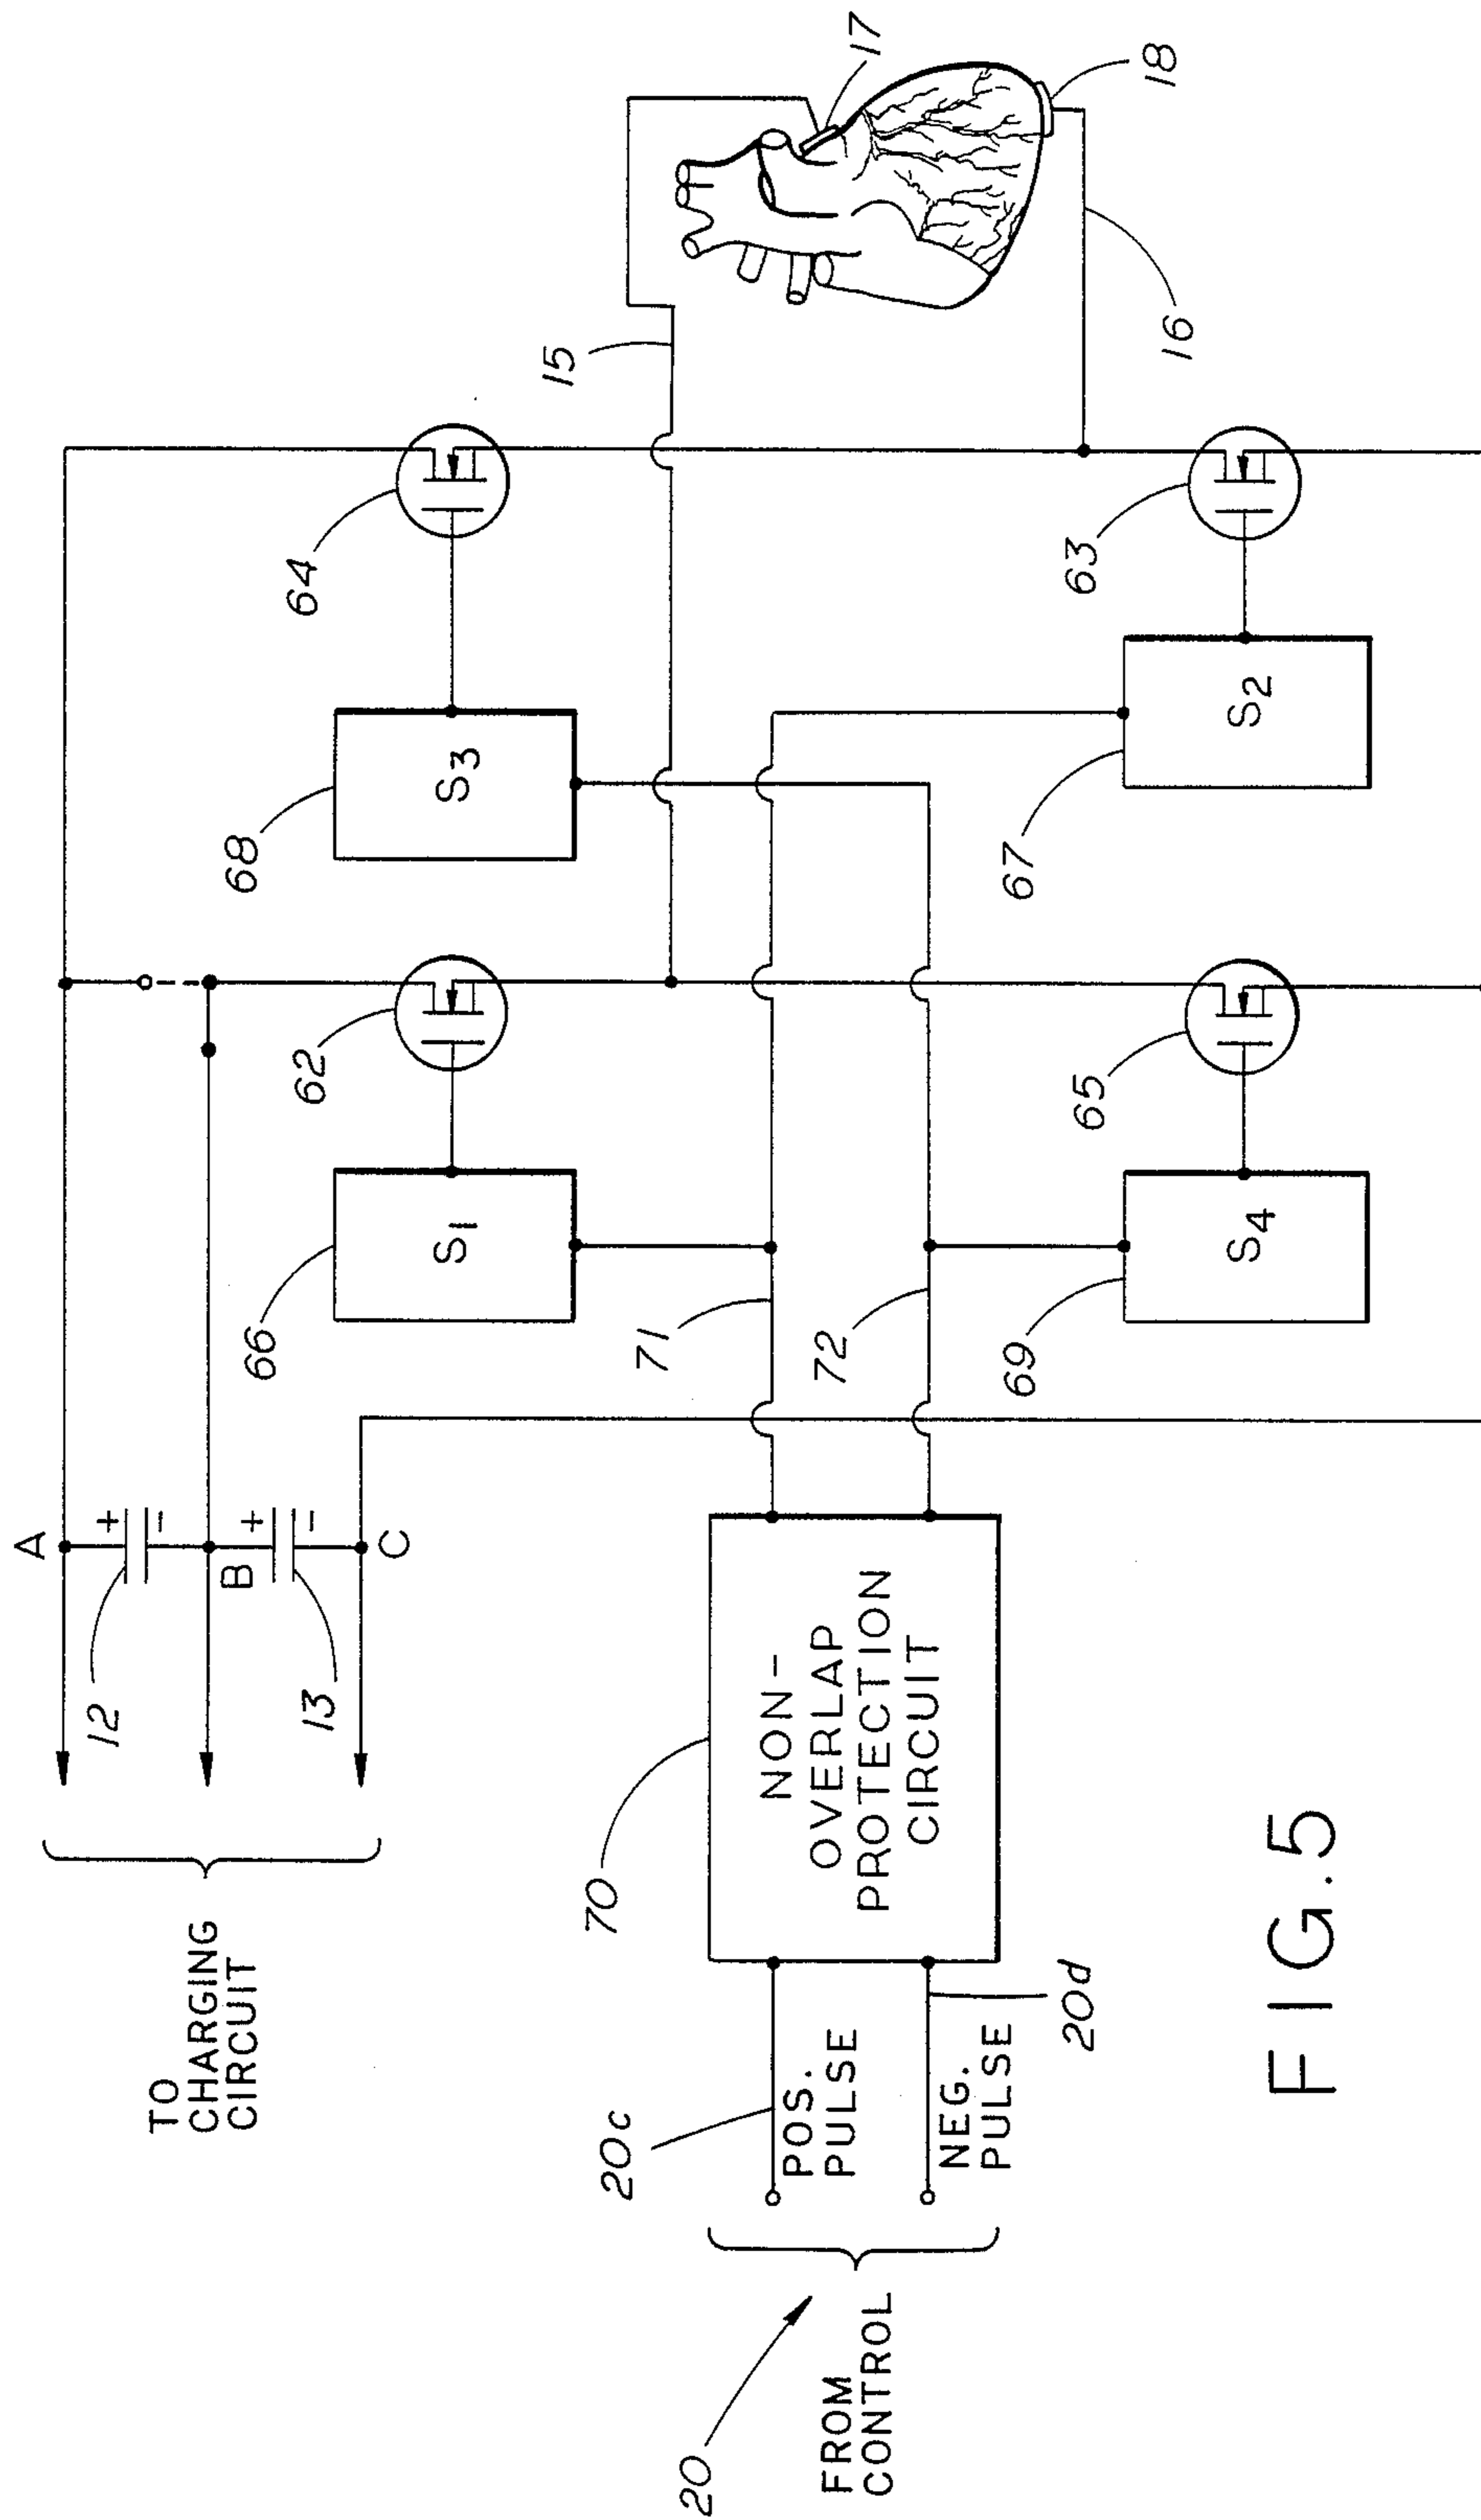 A
B
C
12
13
TO
CHARGING
CIRCUIT
62
64
66
S1
68
S3
15
17
18
16
71
72
70
NON-
OVERLAP
PROTECTION
CIRCUIT
20c
POS.
PULSE
NEG.
PULSE
20d
20
FROM
CONTROL
69
S4
65
67
S2
63
FIG.5